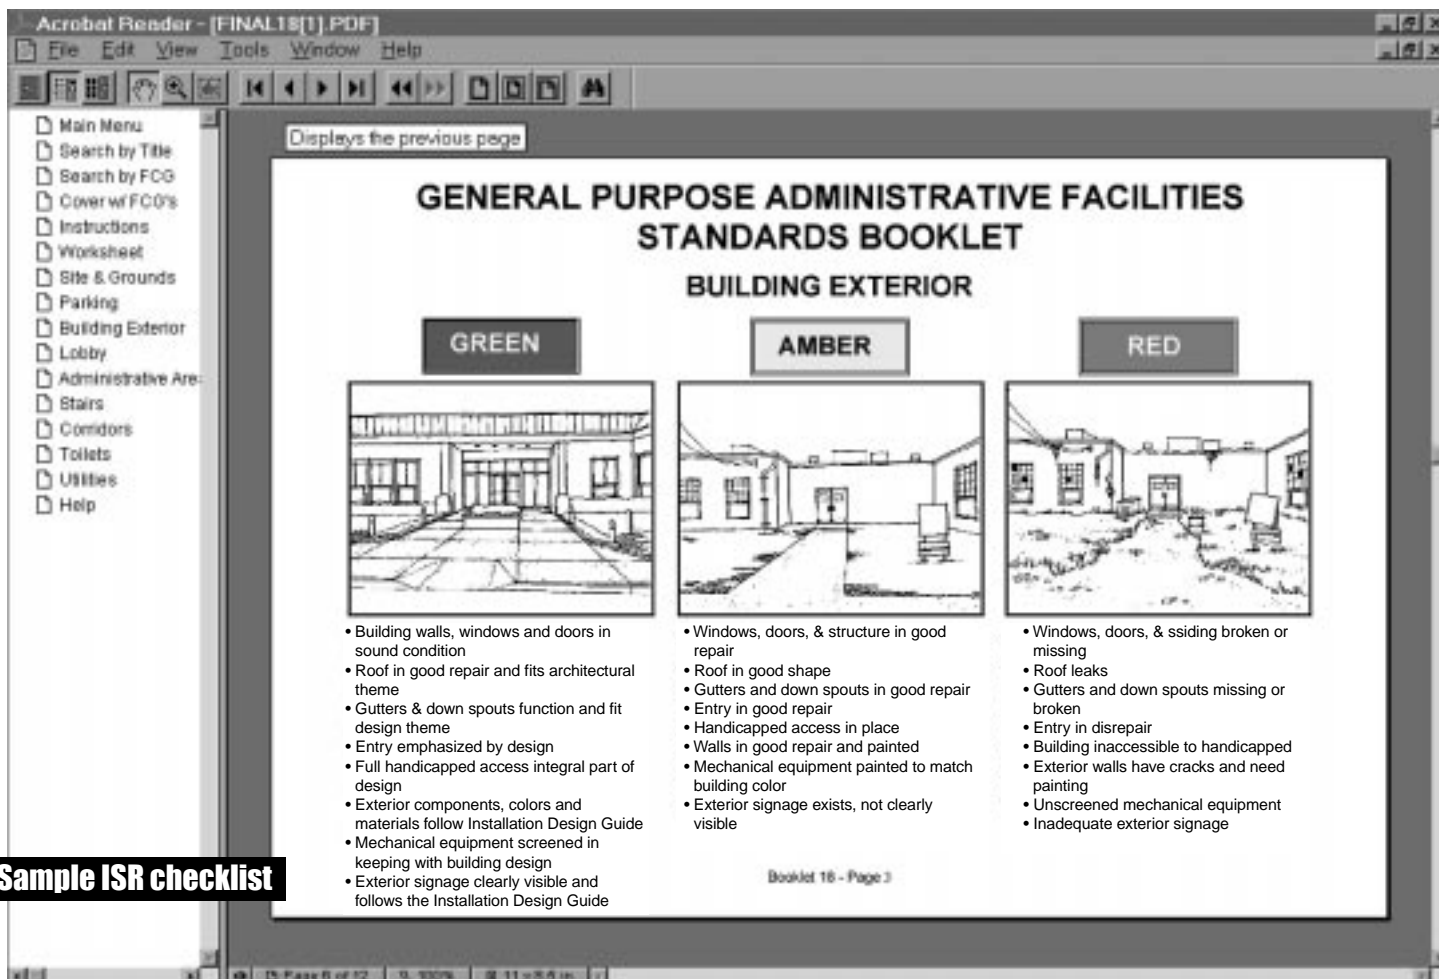 Acrobat Reader - [FINAL18[1].PDF]
File Edit View Tools Window Help
Main Menu
Search by Title
Search by FCG
Cover w/ FCG's
Instructions
Worksheet
Site & Grounds
Parking
Building Exterior
Lobby
Administrative Are
Stairs
Corridors
Toilets
Utilities
Help
Displays the previous page
GENERAL PURPOSE ADMINISTRATIVE FACILITIES
STANDARDS BOOKLET
BUILDING EXTERIOR
GREEN
• Building walls, windows and doors in
sound condition
• Roof in good repair and fits architectural
theme
• Gutters & down spouts function and fit
design theme
• Entry emphasized by design
• Full handicapped access integral part of
design
• Exterior components, colors and
materials follow Installation Design Guide
• Mechanical equipment screened in
keeping with building design
• Exterior signage clearly visible and
follows the Installation Design Guide
AMBER
• Windows, doors, & structure in good
repair
• Roof in good shape
• Gutters and down spouts in good repair
• Entry in good repair
• Handicapped access in place
• Walls in good repair and painted
• Mechanical equipment painted to match
building color
• Exterior signage exists, not clearly
visible
RED
• Windows, doors, & ssiding broken or
missing
• Roof leaks
• Gutters and down spouts missing or
broken
• Entry in disrepair
• Building inaccessible to handicapped
• Exterior walls have cracks and need
painting
• Unscreened mechanical equipment
• Inadequate exterior signage
Booklet 18 - Page 3
Sample ISR checklist
Page 6 of 12 100% 11 x 8.5 in